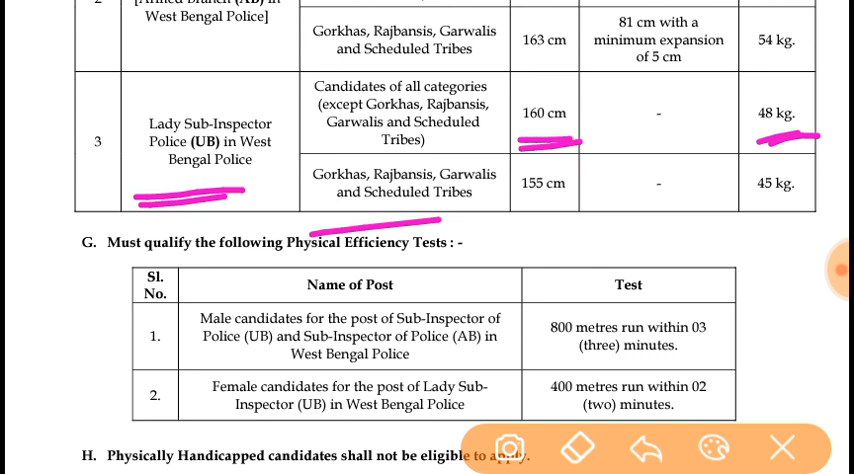 West Bengal Police]
Gorkhas, Rajbansis, Garwalis
and Scheduled Tribes
163 cm
81 cm with a
minimum expansion
of 5 cm
54 kg.
3
Lady Sub-Inspector
Police (UB) in West
Bengal Police
Candidates of all categories
(except Gorkhas, Rajbansis,
Garwalis and Scheduled
Tribes)
160 cm
-
48 kg.
Gorkhas, Rajbansis, Garwalis
and Scheduled Tribes
155 cm
-
45 kg.
G. Must qualify the following Physical Efficiency Tests : -
Sl.
No.
Name of Post
Test
1.
Male candidates for the post of Sub-Inspector of
Police (UB) and Sub-Inspector of Police (AB) in
West Bengal Police
800 metres run within 03
(three) minutes.
2.
Female candidates for the post of Lady Sub-
Inspector (UB) in West Bengal Police
400 metres run within 02
(two) minutes.
H. Physically Handicapped candidates shall not be eligible to apply.